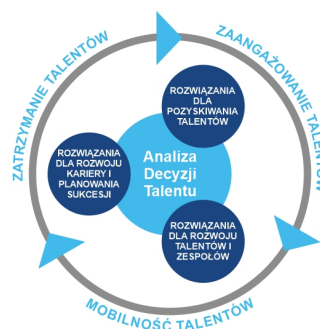 ZATRZYMANIE TALENTÓW
ZAANGAŻOWANIE TALENTÓW
ROZWIĄZANIA
DLA
POZYSKIWANIA
TALENTÓW
ROZWIĄZANIA
DLA ROZWOJU
KARIERY I
PLANOWANIA
SUKCESJI
Analiza
Decyzji
Talentu
ROZWIĄZANIA
DLA ROZWOJU
TALENTÓW I
ZESPOŁÓW
MOBILNOŚĆ TALENTÓW